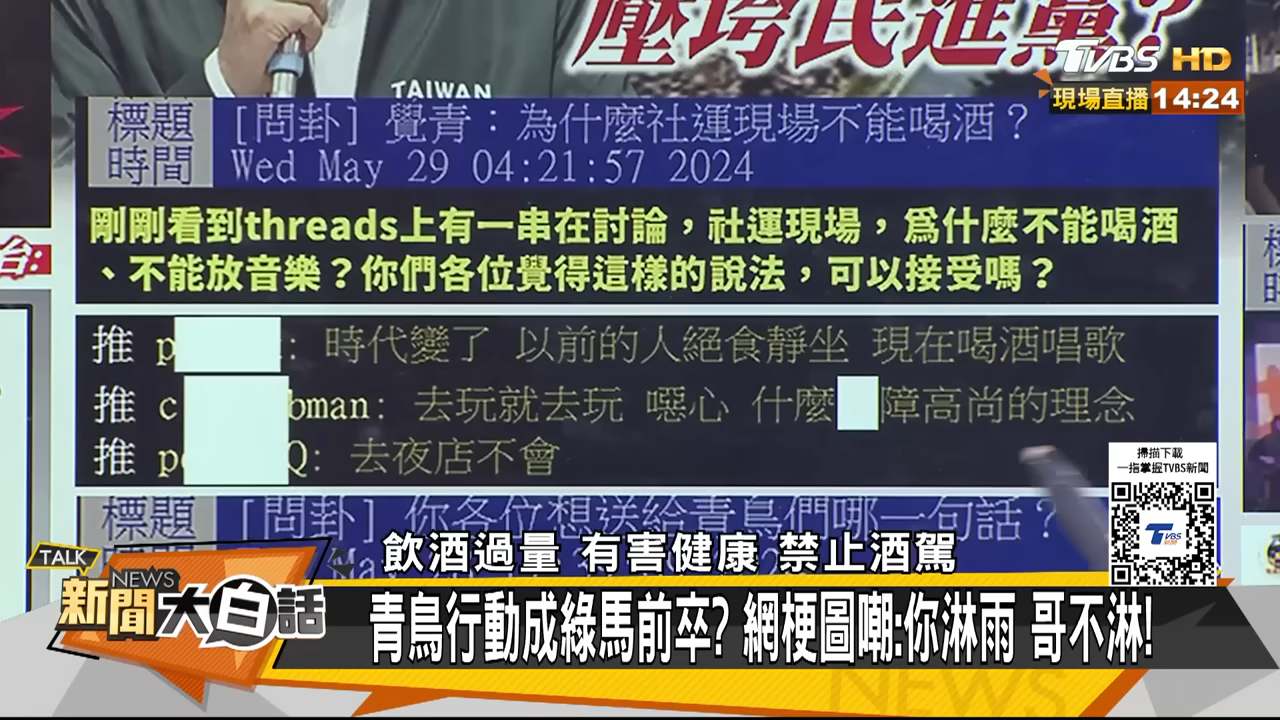 壓垮民進黨?
TVBS HD
現場直播 14:24
TAIWAN
標題 [問卦] 覺青：為什麼社運現場不能喝酒？
時間 Wed May 29 04:21:57 2024
剛剛看到threads上有一串在討論，社運現場，爲什麼不能喝酒
、不能放音樂？你們各位覺得這樣的說法，可以接受嗎？
台:
推 p : 時代變了 以前的人絕食靜坐 現在喝酒唱歌
推 c bman: 去玩就去玩 噁心 什麼 障高尚的理念
推 p Q: 去夜店不會
掃描下載
一指掌握TVBS新聞
TVBS
標題 [問卦] 你各位想送給青鳥們哪一句話？
May 2
飲酒過量 有害健康 禁止酒駕
TALK
NEWS
新聞大白話
青鳥行動成綠馬前卒? 網梗圖嘲:你淋雨 哥不淋!
NEWS